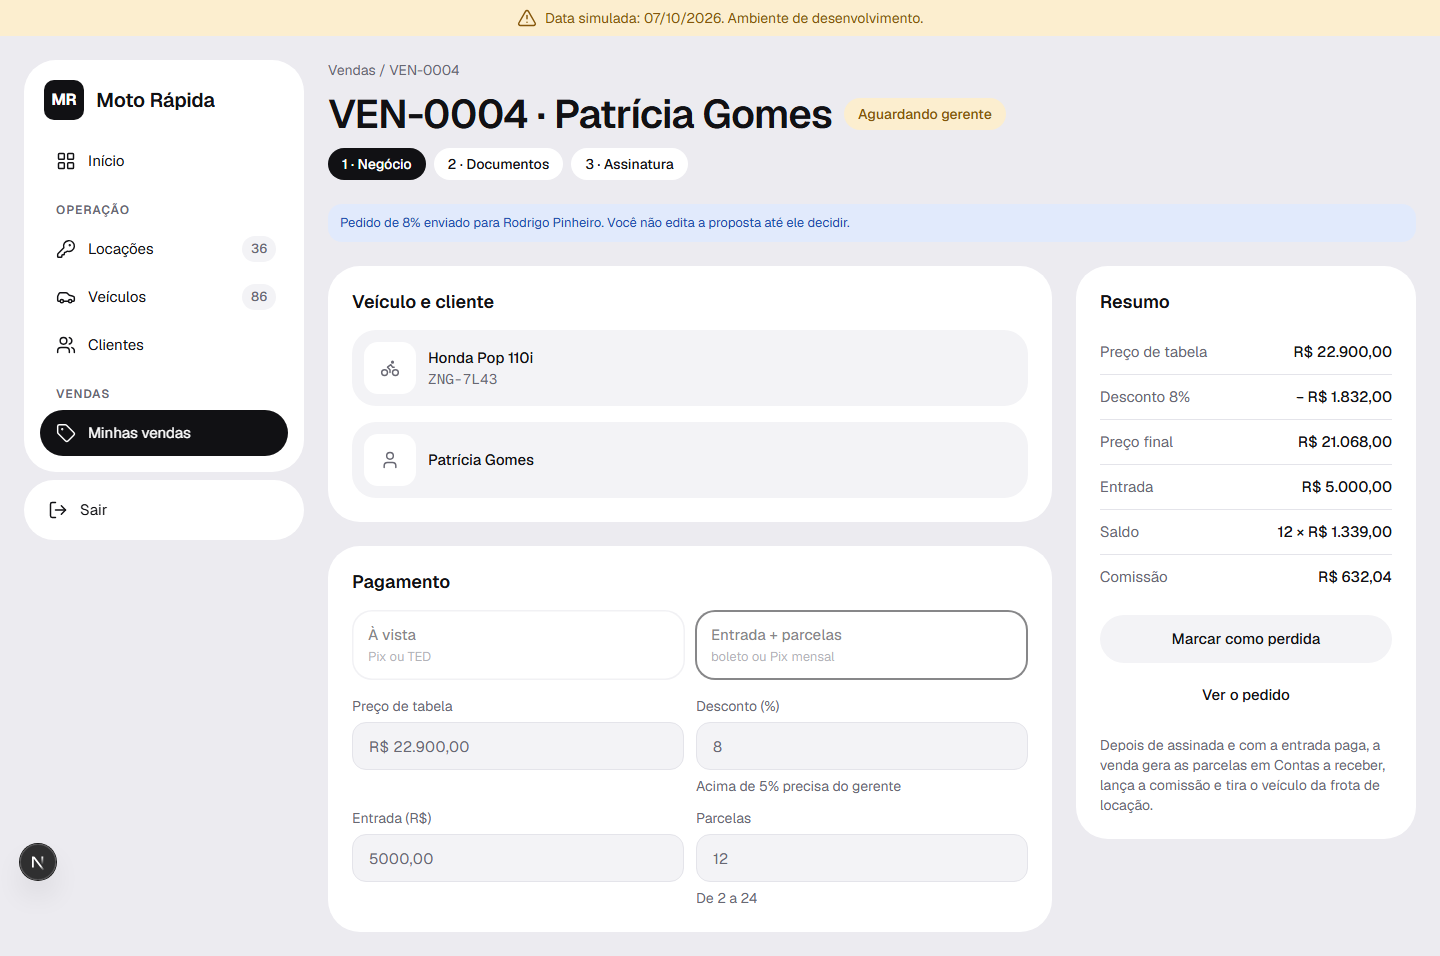 Data simulada: 07/10/2026. Ambiente de desenvolvimento.
MR
Moto Rápida
Início
OPERAÇÃO
Locações
36
Veículos
86
Clientes
VENDAS
Minhas vendas
Sair
Vendas / VEN-0004
VEN-0004 · Patrícia Gomes
Aguardando gerente
1 · Negócio
2 · Documentos
3 · Assinatura
Pedido de 8% enviado para Rodrigo Pinheiro. Você não edita a proposta até ele decidir.
Veículo e cliente
Honda Pop 110i
ZNG-7L43
Patrícia Gomes
Pagamento
À vista
Pix ou TED
Entrada + parcelas
boleto ou Pix mensal
Preço de tabela
R$ 22.900,00
Desconto (%)
8
Acima de 5% precisa do gerente
Entrada (R$)
5000,00
Parcelas
12
De 2 a 24
Resumo
Preço de tabela
R$ 22.900,00
Desconto 8%
− R$ 1.832,00
Preço final
R$ 21.068,00
Entrada
R$ 5.000,00
Saldo
12 × R$ 1.339,00
Comissão
R$ 632,04
Marcar como perdida
Ver o pedido
Depois de assinada e com a entrada paga, a
venda gera as parcelas em Contas a receber,
lança a comissão e tira o veículo da frota de
locação.
N